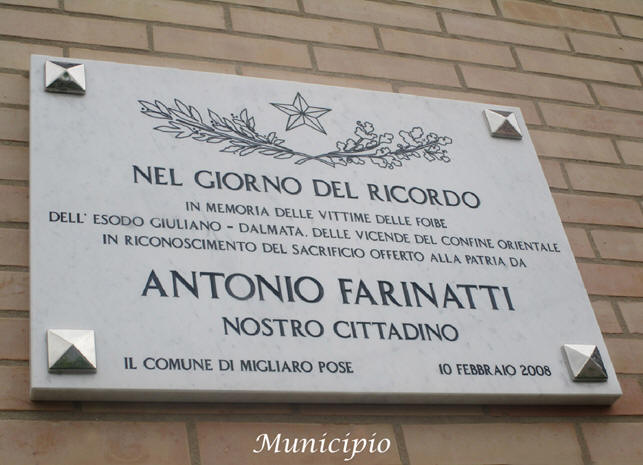 NEL GIORNO DEL RICORDO
IN MEMORIA DELLE VITTIME DELLE FOIBE
DELL' ESODO GIULIANO - DALMATA, DELLE VICENDE DEL CONFINE ORIENTALE
IN RICONOSCIMENTO DEL SACRIFICIO OFFERTO ALLA PATRIA DA
ANTONIO FARINATTI
NOSTRO CITTADINO
IL COMUNE DI MIGLIARO POSE 10 FEBBRAIO 2008
Municipio